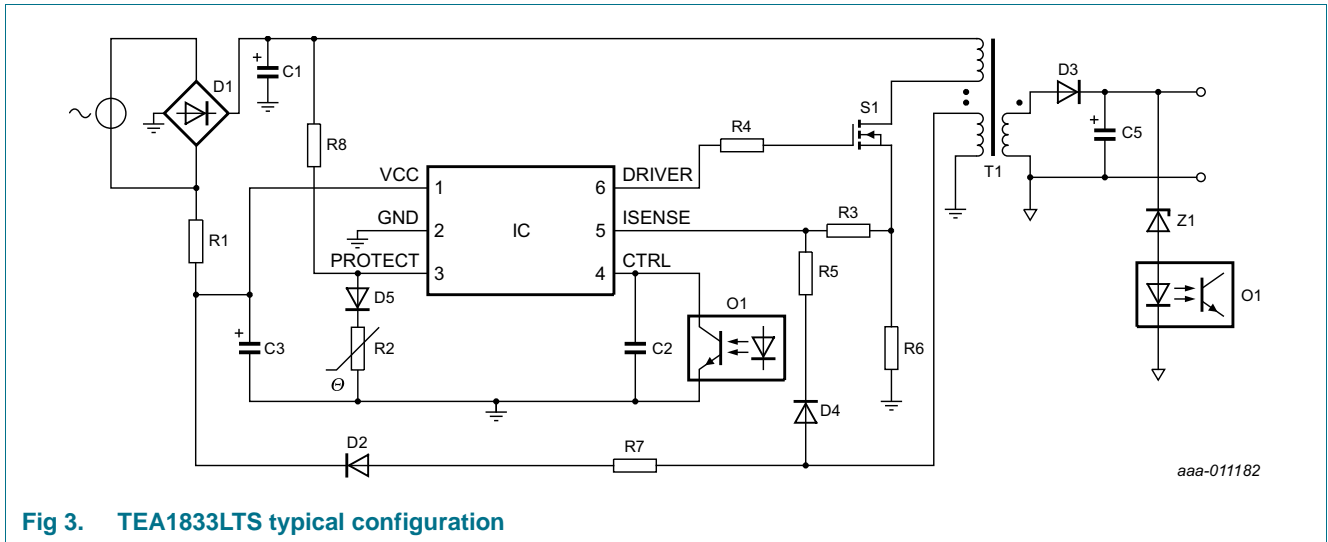 D1
+
C1
R8
R1
VCC
GND
PROTECT
1
2
3
IC
6
5
4
DRIVER
ISENSE
CTRL
R4
S1
R3
R5
D5
R2
Θ
+
C3
C2
O1
R6
D4
D2
R7
T1
D3
+
C5
Z1
O1
aaa-011182
Fig 3. TEA1833LTS typical configuration